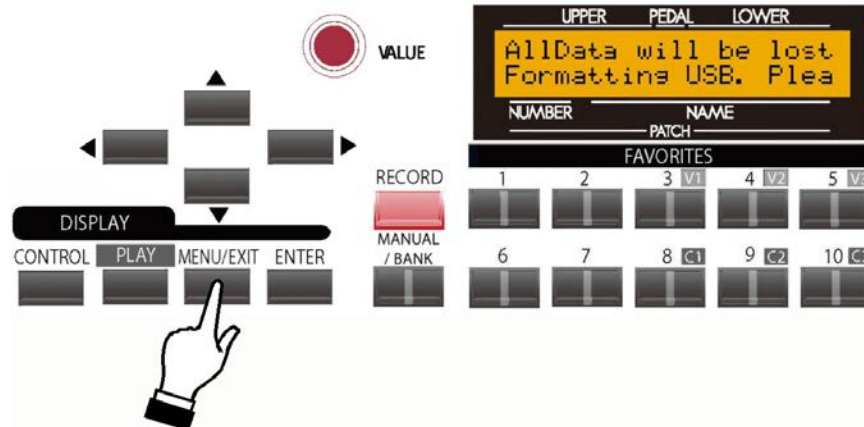 UPPER PEDAL LOWER
VALUE
AllData will be lost
Formatting USB. Plea
NUMBER NAME
PATCH
FAVORITES
RECORD
1 2 3 V1 4 V2 5 V3
DISPLAY
MANUAL
/ BANK
CONTROL PLAY MENU/EXIT ENTER
6 7 8 C1 9 C2 10 C3